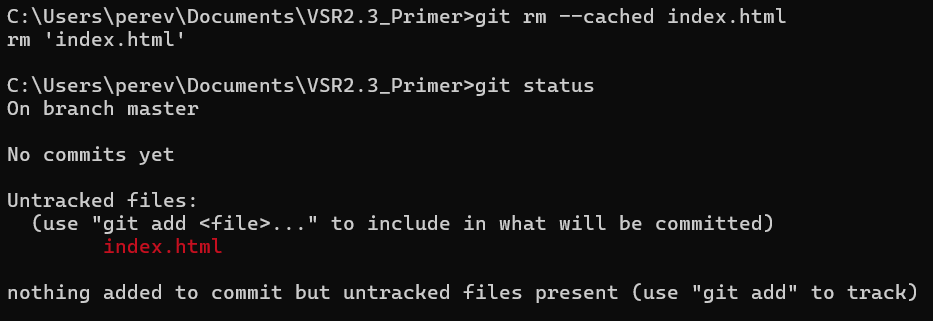 C:\Users\perev\Documents\VSR2.3_Primer>git rm --cached index.html
rm 'index.html'
C:\Users\perev\Documents\VSR2.3_Primer>git status
On branch master
No commits yet
Untracked files:
  (use "git add <file>..." to include in what will be committed)
        index.html
nothing added to commit but untracked files present (use "git add" to track)